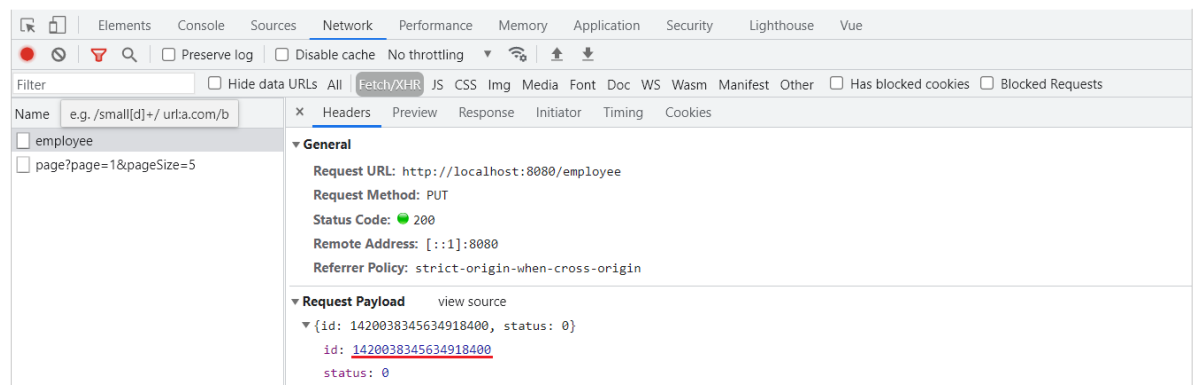 Elements Console Sources Network Performance Memory Application Security Lighthouse Vue
Preserve log Disable cache No throttling
Filter Hide data URLs All Fetch/XHR JS CSS Img Media Font Doc WS Wasm Manifest Other Has blocked cookies Blocked Requests
Name e.g. /small[d]+/ url:a.com/b × Headers Preview Response Initiator Timing Cookies
employee
page?page=1&pageSize=5
General
Request URL: http://localhost:8080/employee
Request Method: PUT
Status Code: 200
Remote Address: [::1]:8080
Referrer Policy: strict-origin-when-cross-origin
Request Payload view source
{id: 1420038345634918400, status: 0}
id: 1420038345634918400
status: 0